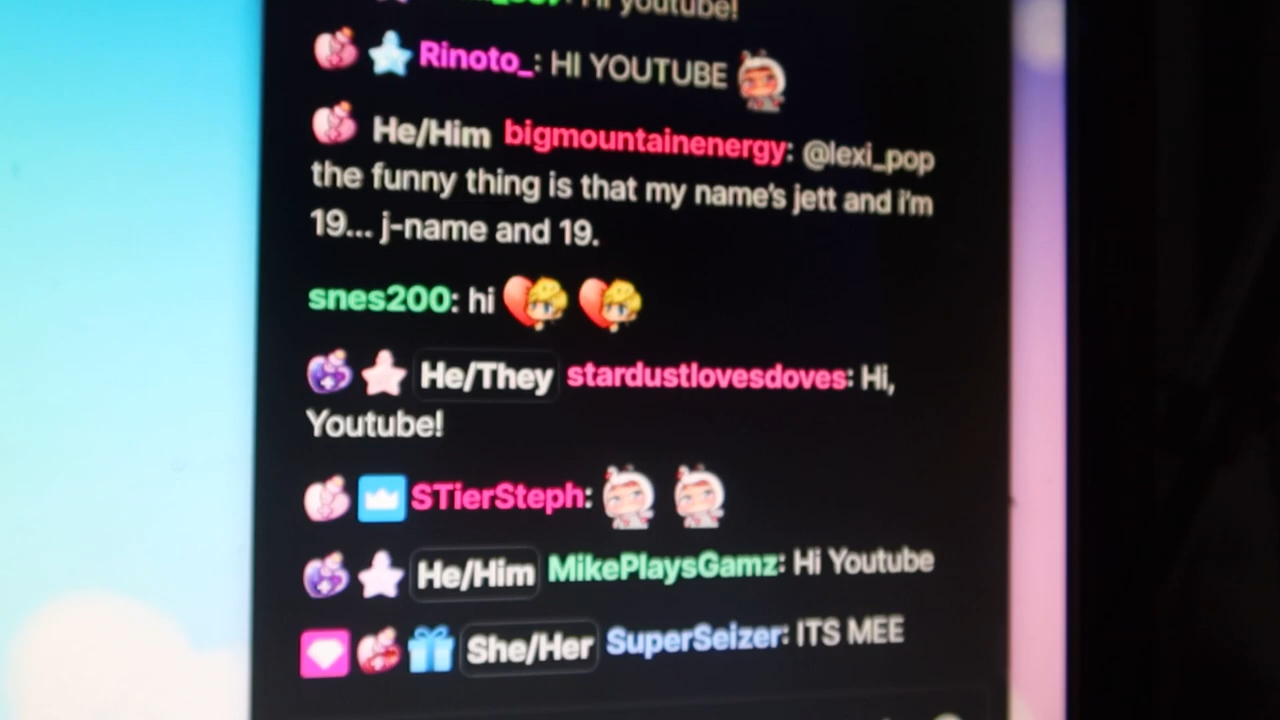 Hi youtube!
Rinoto_: HI YOUTUBE
He/Him bigmountainenergy: @lexi_pop
the funny thing is that my name's jett and i'm
19... j-name and 19.
snes200: hi
He/They stardustlovesdoves: Hi,
Youtube!
STierSteph:
He/Him MikePlaysGamz: Hi Youtube
She/Her SuperSeizer: ITS MEE